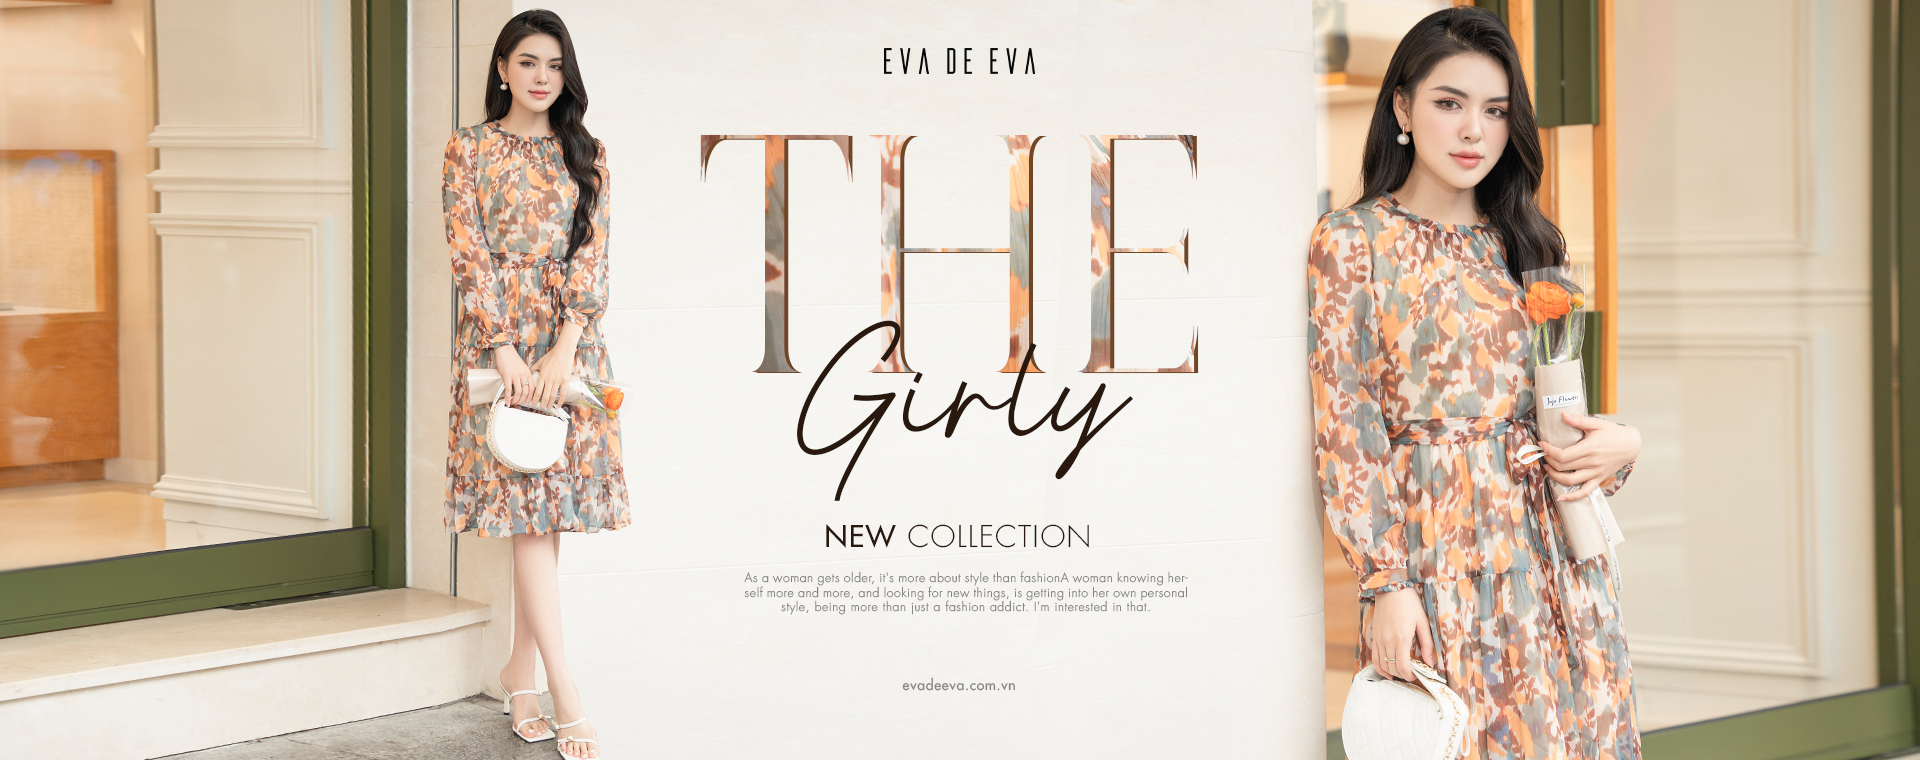 EVA DE EVA
THE
Girly
NEW COLLECTION
As a woman gets older, it's more about style than fashionA woman knowing her-
self more and more, and looking for new things, is getting into her own personal
style, being more than just a fashion addict. I'm interested in that.
evadeeva.com.vn